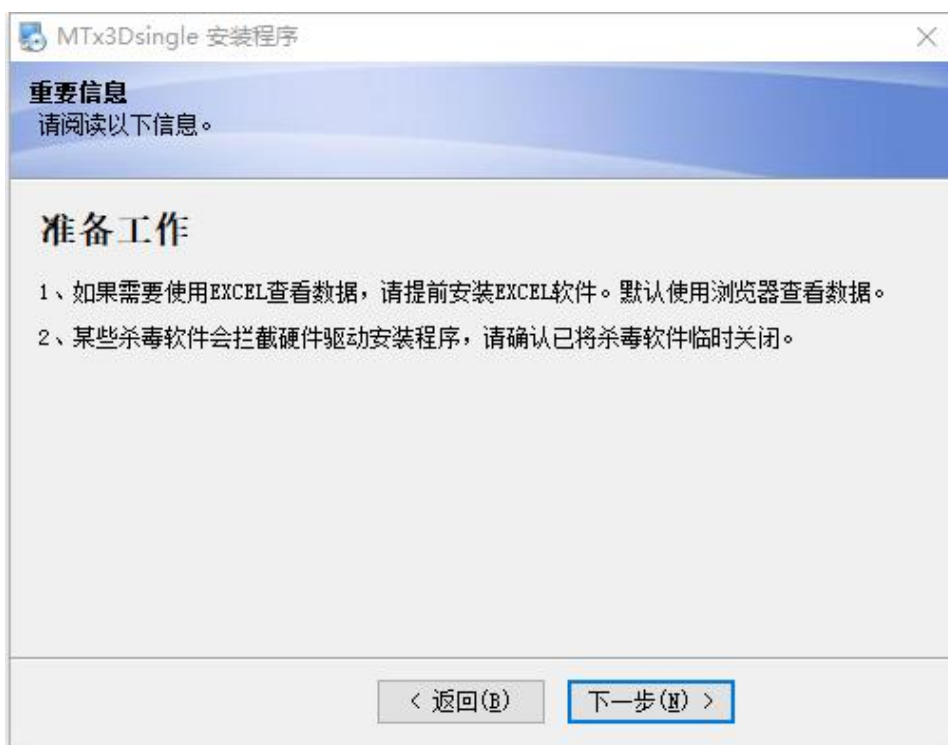 MTx3Dsingle 安装程序
重要信息
请阅读以下信息。
准备工作
1、如果需要使用EXCEL查看数据，请提前安装EXCEL软件。默认使用浏览器查看数据。
2、某些杀毒软件会拦截硬件驱动安装程序，请确认已将杀毒软件临时关闭。
< 返回(B) 下一步(N) >